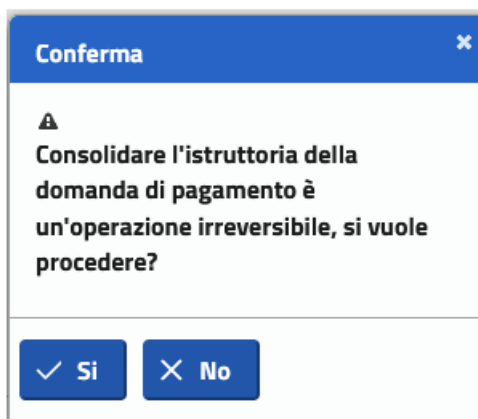 Conferma
Consolidare l'istruttoria della
domanda di pagamento è
un'operazione irreversibile, si vuole
procedere?
Si
No